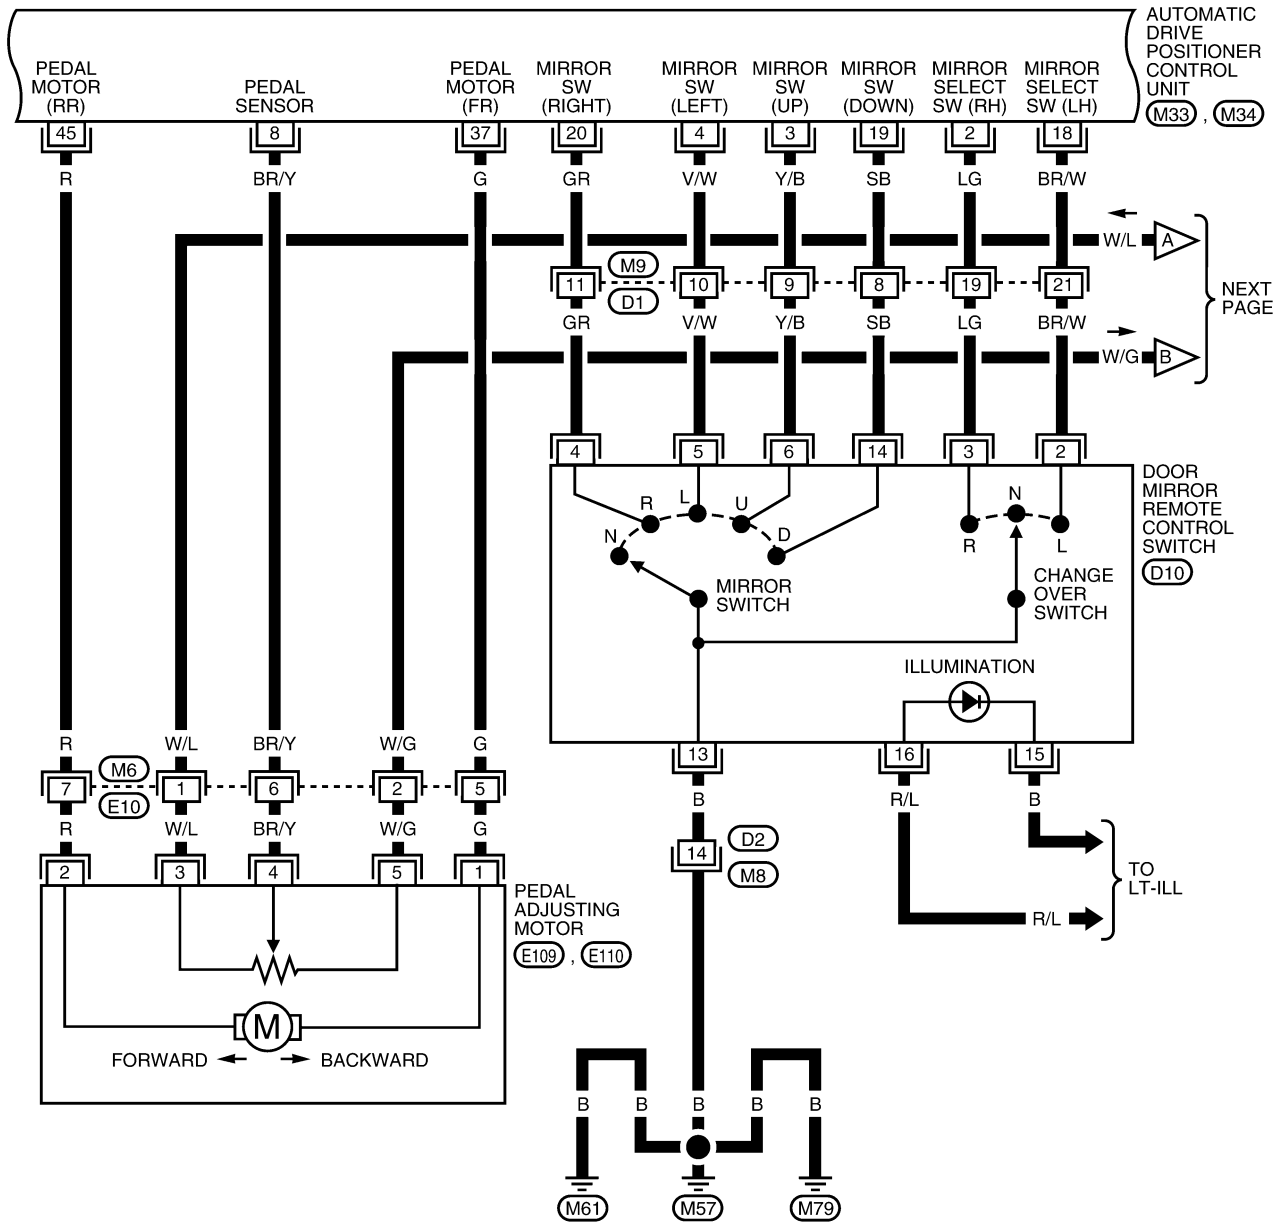 AUTOMATIC
DRIVE
POSITIONER
CONTROL
UNIT
M33 , M34
PEDAL
MOTOR
(RR)
PEDAL
SENSOR
PEDAL
MOTOR
(FR)
MIRROR
SW
(RIGHT)
MIRROR
SW
(LEFT)
MIRROR
SW
(UP)
MIRROR
SW
(DOWN)
MIRROR
SELECT
SW (RH)
MIRROR
SELECT
SW (LH)
45 8 37 20 4 3 19 2 18
R BR/Y G GR V/W Y/B SB LG BR/W
W/L A
M9
11 10 9 8 19 21
D1
NEXT
PAGE
GR V/W Y/B SB LG BR/W
W/G B
4 5 6 14 3 2
DOOR
MIRROR
REMOTE
CONTROL
SWITCH
D10
N R L U D
R N L
MIRROR
SWITCH
CHANGE
OVER
SWITCH
ILLUMINATION
13 16 15
R W/L BR/Y W/G G
M6
7 1 6 2 5
E10
R W/L BR/Y W/G G
2 3 4 5 1
PEDAL
ADJUSTING
MOTOR
E109 , E110
M
FORWARD BACKWARD
B R/L B
14
D2
M8
R/L
TO
LT-ILL
B B B B B
M61 M57 M79